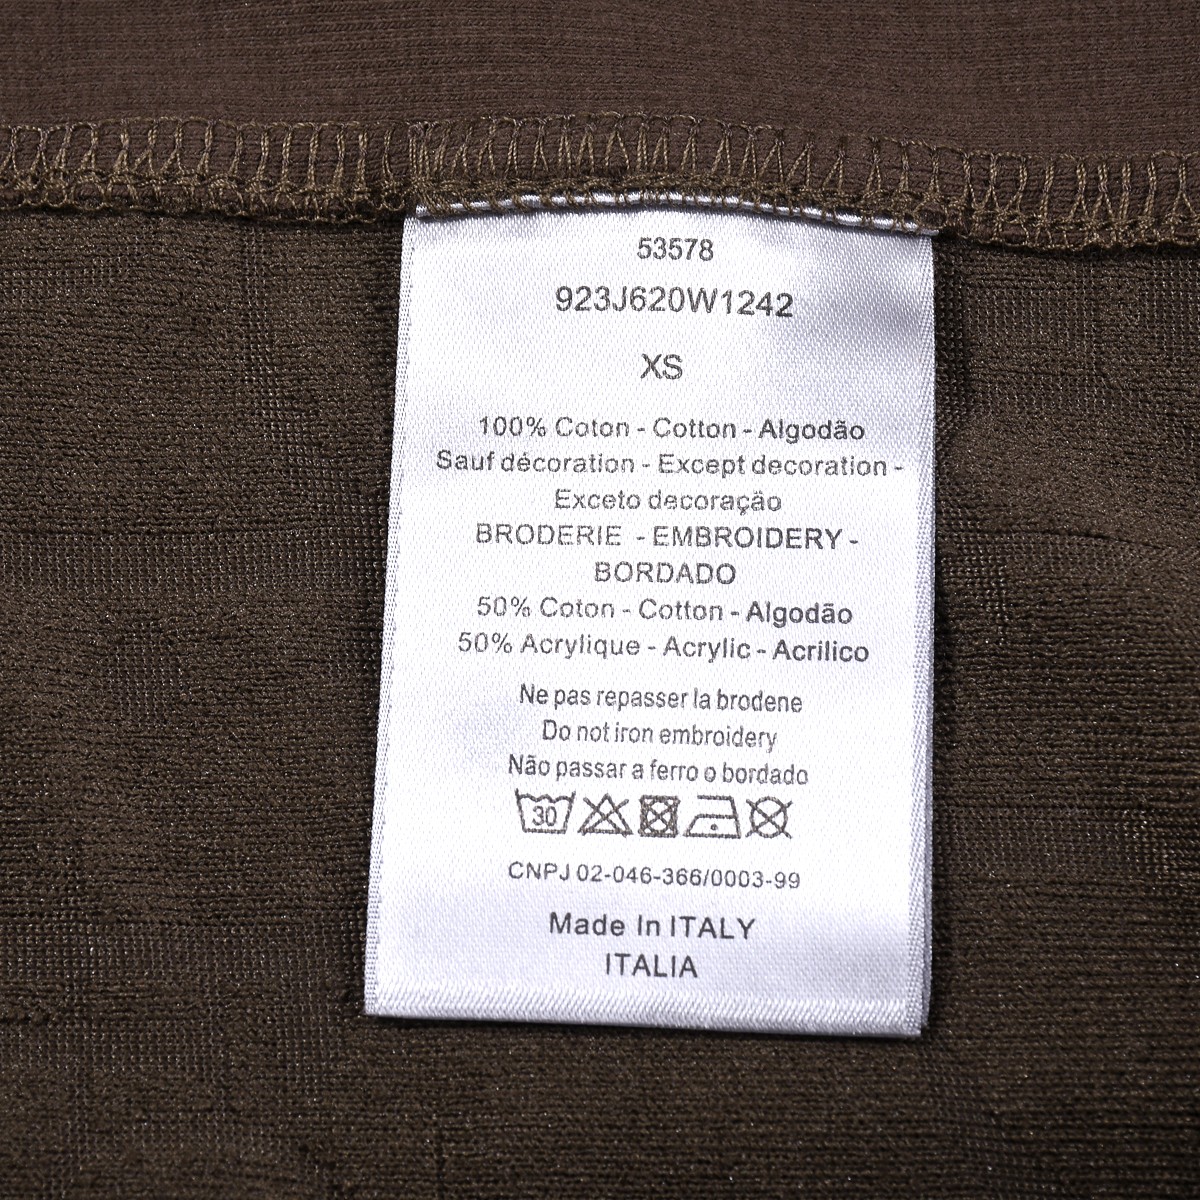 53578
923J620W1242
XS
100% Coton - Cotton - Algodão
Sauf décoration - Except decoration -
Exceto decoração
BRODERIE - EMBROIDERY -
BORDADO
50% Coton - Cotton - Algodão
50% Acrylique - Acrylic - Acrilico
Ne pas repasser la brodene
Do not iron embroidery
Não passar a ferro o bordado
30
CNPJ 02-046-366/0003-99
Made In ITALY
ITALIA